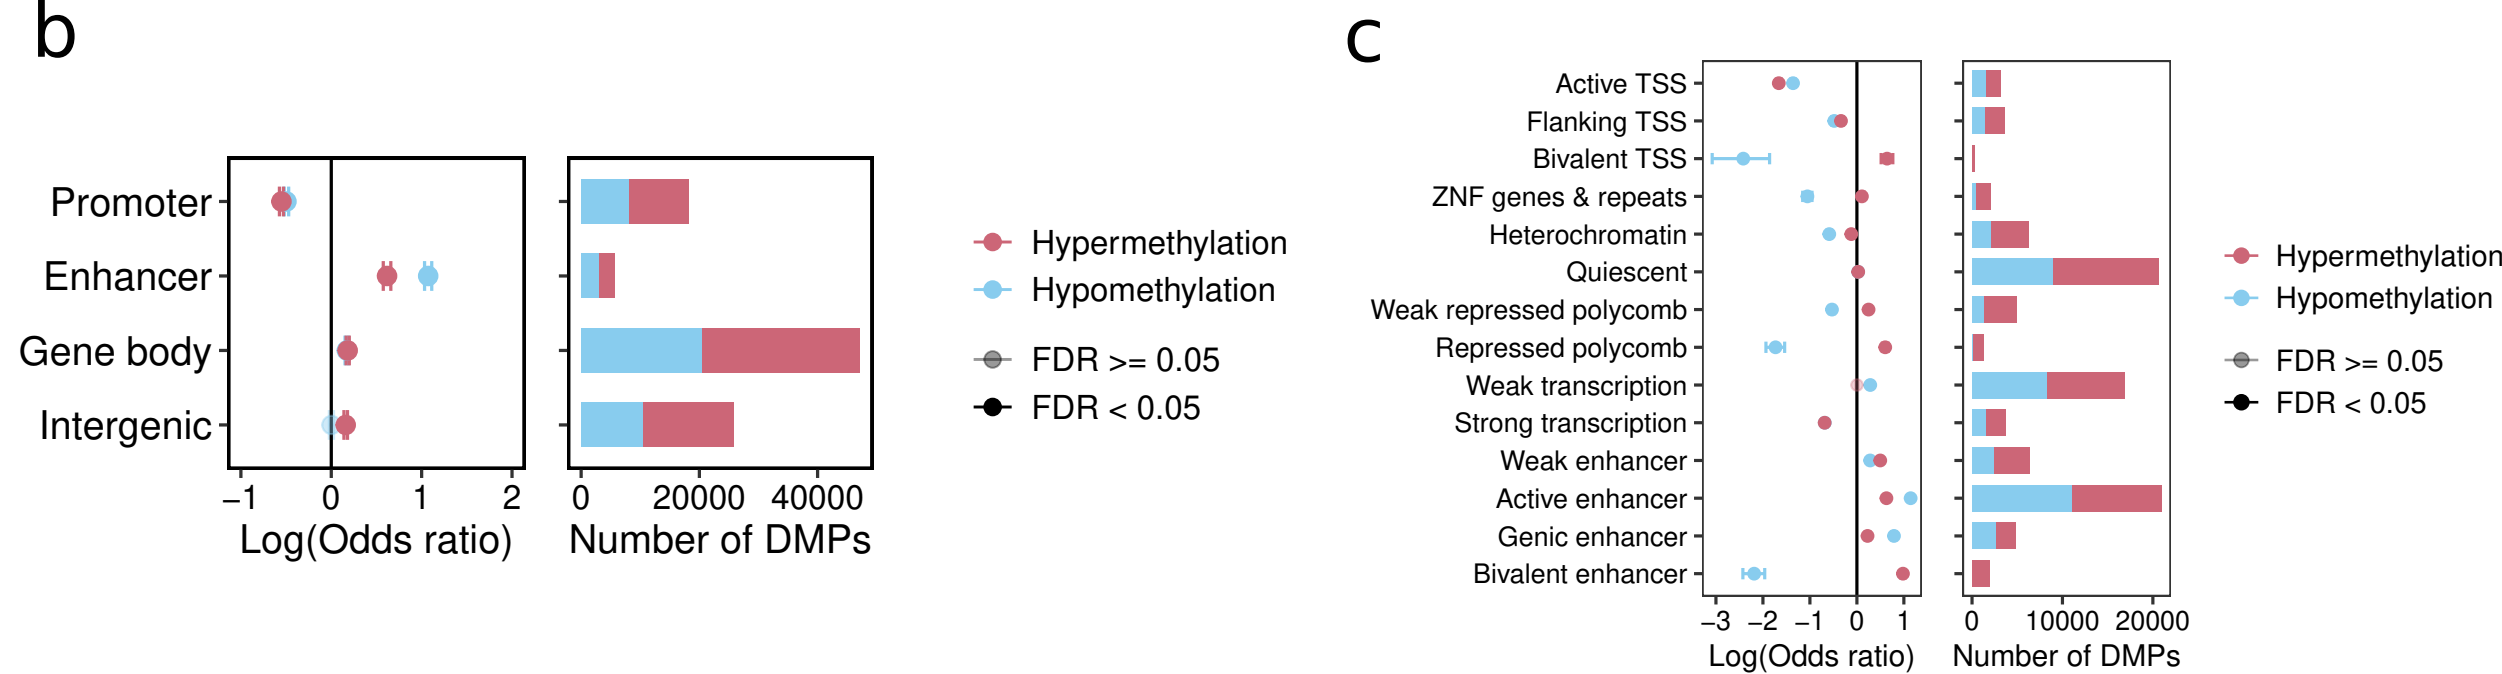 b
Promoter
Enhancer
Gene body
Intergenic
−1 0 1 2
Log(Odds ratio)
0 20000 40000
Number of DMPs
Hypermethylation
Hypomethylation
FDR >= 0.05
FDR < 0.05
c
Active TSS
Flanking TSS
Bivalent TSS
ZNF genes & repeats
Heterochromatin
Quiescent
Weak repressed polycomb
Repressed polycomb
Weak transcription
Strong transcription
Weak enhancer
Active enhancer
Genic enhancer
Bivalent enhancer
−3 −2 −1 0 1
Log(Odds ratio)
0 10000 20000
Number of DMPs
Hypermethylation
Hypomethylation
FDR >= 0.05
FDR < 0.05